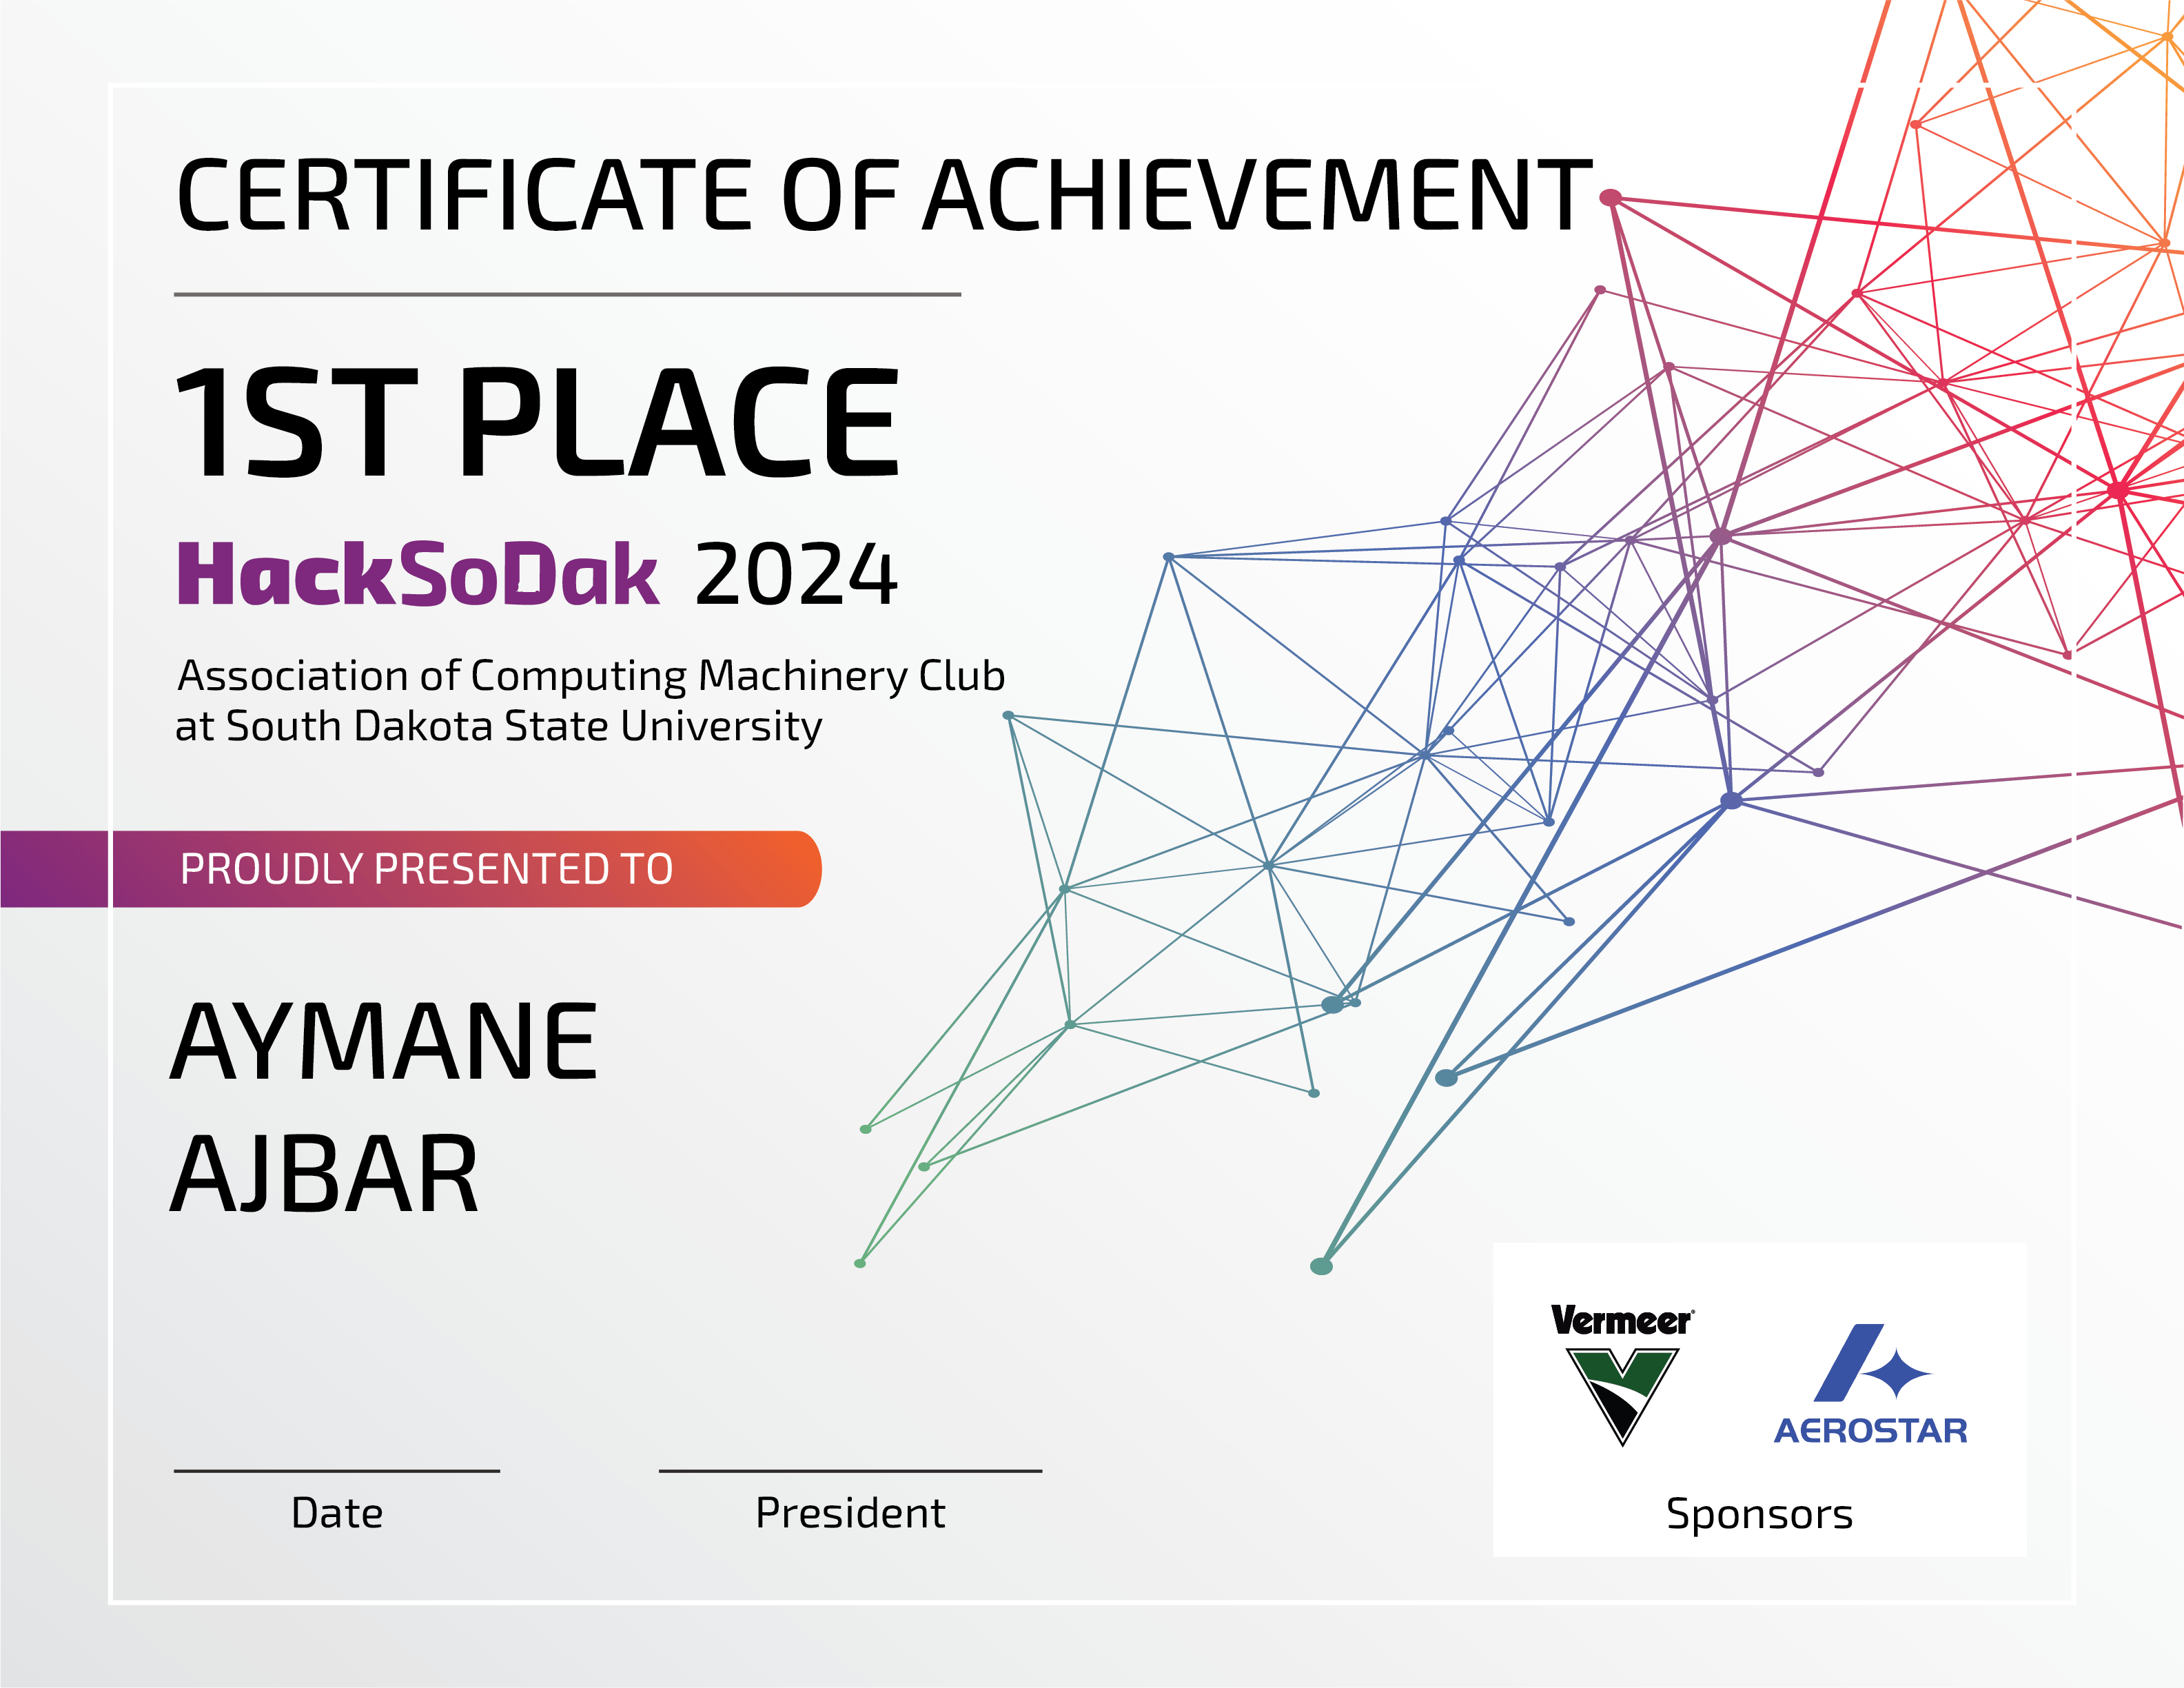 CERTIFICATE OF ACHIEVEMENT
1ST PLACE
HackSoDak 2024
Association of Computing Machinery Club
at South Dakota State University
PROUDLY PRESENTED TO
AYMANE
AJBAR
Date
President
Vermeer®
AEROSTAR
Sponsors